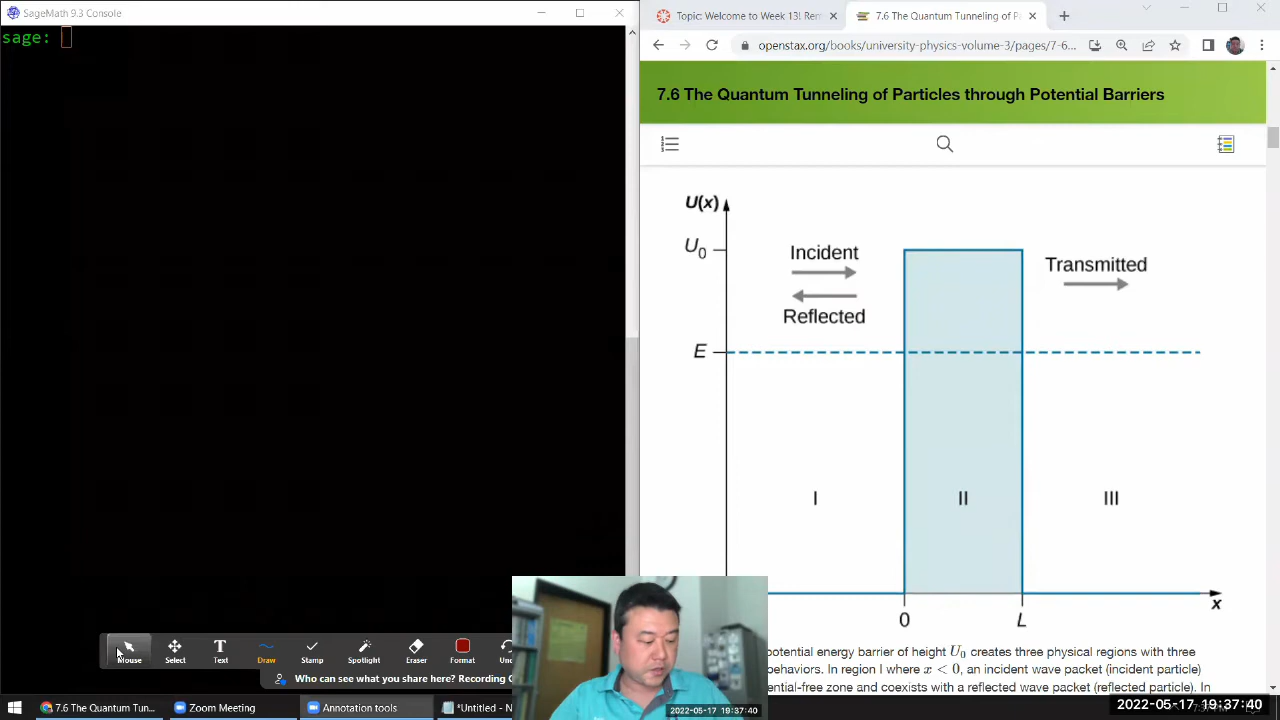 SageMath 9.3 Console
sage:
Topic Welcome to Week 13! Rem
7.6 The Quantum Tunneling of Pa
openstax.org/books/university-physics-volume-3/pages/7-6...
7.6 The Quantum Tunneling of Particles through Potential Barriers
U(x)
U0
Incident
Reflected
Transmitted
E
I
II
III
0
L
x
potential energy barrier of height U0 creates three physical regions with three
behaviors. In region I where x < 0, an incident wave packet (incident particle)
ential-free zone and coexists with a reflected wave packet (reflected particle). In
Mouse
Select
Text
Draw
Stamp
Spotlight
Eraser
Format
Und
Who can see what you share here? Recording O
7.6 The Quantum Tun...
Zoom Meeting
Annotation tools
*Untitled - N
2022-05-17 19:37:40
2022-05-17 19:37:40